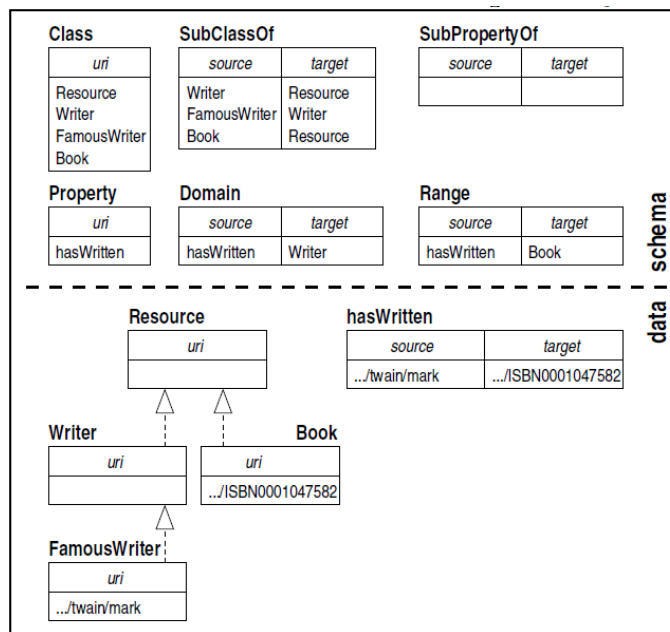 Class SubClassOf SubPropertyOf
uri source target source target
Resource Writer Resource
Writer FamousWriter Writer
FamousWriter Book Resource
Book
Property Domain Range
uri source target source target
hasWritten hasWritten Writer hasWritten Book
schema
data
Resource hasWritten
uri source target
.../twain/mark .../ISBN0001047582
Writer Book
uri uri
.../ISBN0001047582
FamousWriter
uri
.../twain/mark